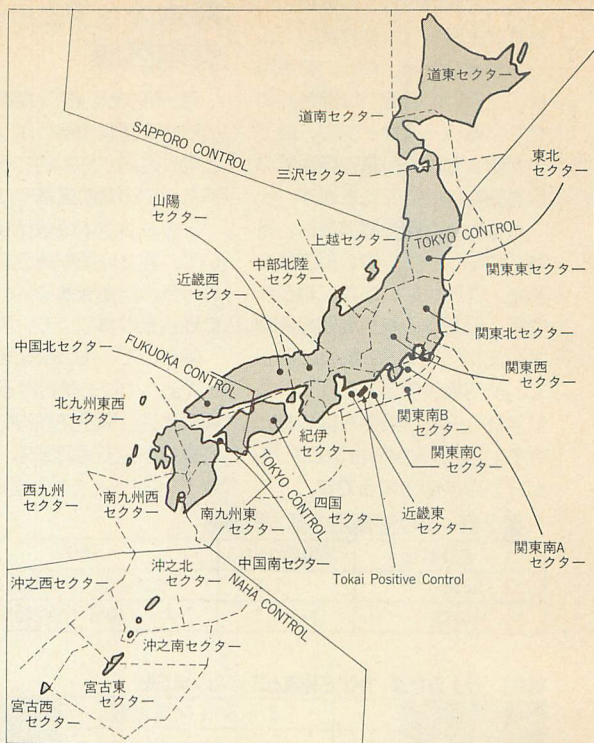 道東セクター
道南セクター
SAPPORO CONTROL
三沢セクター
東北
セクター
山陽
セクター
上越セクター
TOKYO CONTROL
近畿西
セクター
中部北陸
セクター
関東東セクター
中国北セクター
FUKUOKA CONTROL
関東北セクター
関東西
セクター
北九州東西
セクター
紀伊
セクター
関東南B
セクター
関東南C
セクター
TOKYO CONTROL
西九州
セクター
南九州西
セクター
南九州東
セクター
四国
セクター
近畿東
セクター
関東南A
セクター
中国南セクター
沖之西セクター
沖之北
セクター
Tokai Positive Control
NAHA CONTROL
沖之南セクター
宮古東
セクター
宮古西
セクター